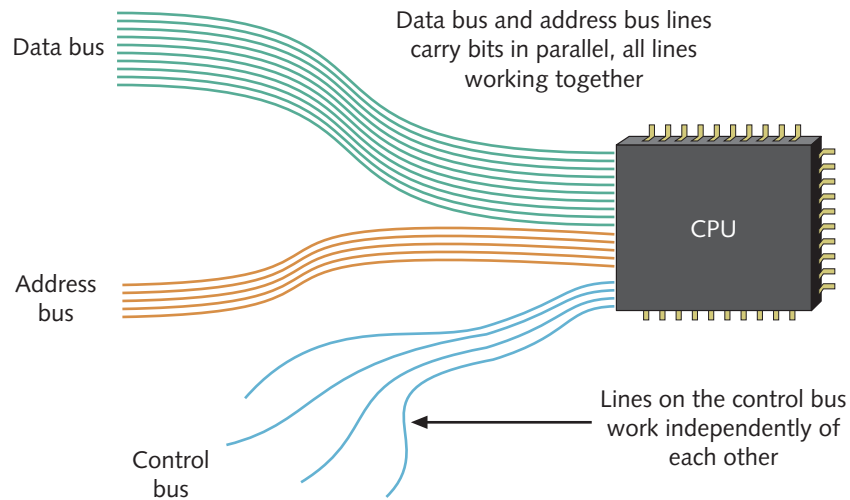 Data bus
Data bus and address bus lines
carry bits in parallel, all lines
working together
CPU
Address
bus
Lines on the control bus
work independently of
each other
Control
bus